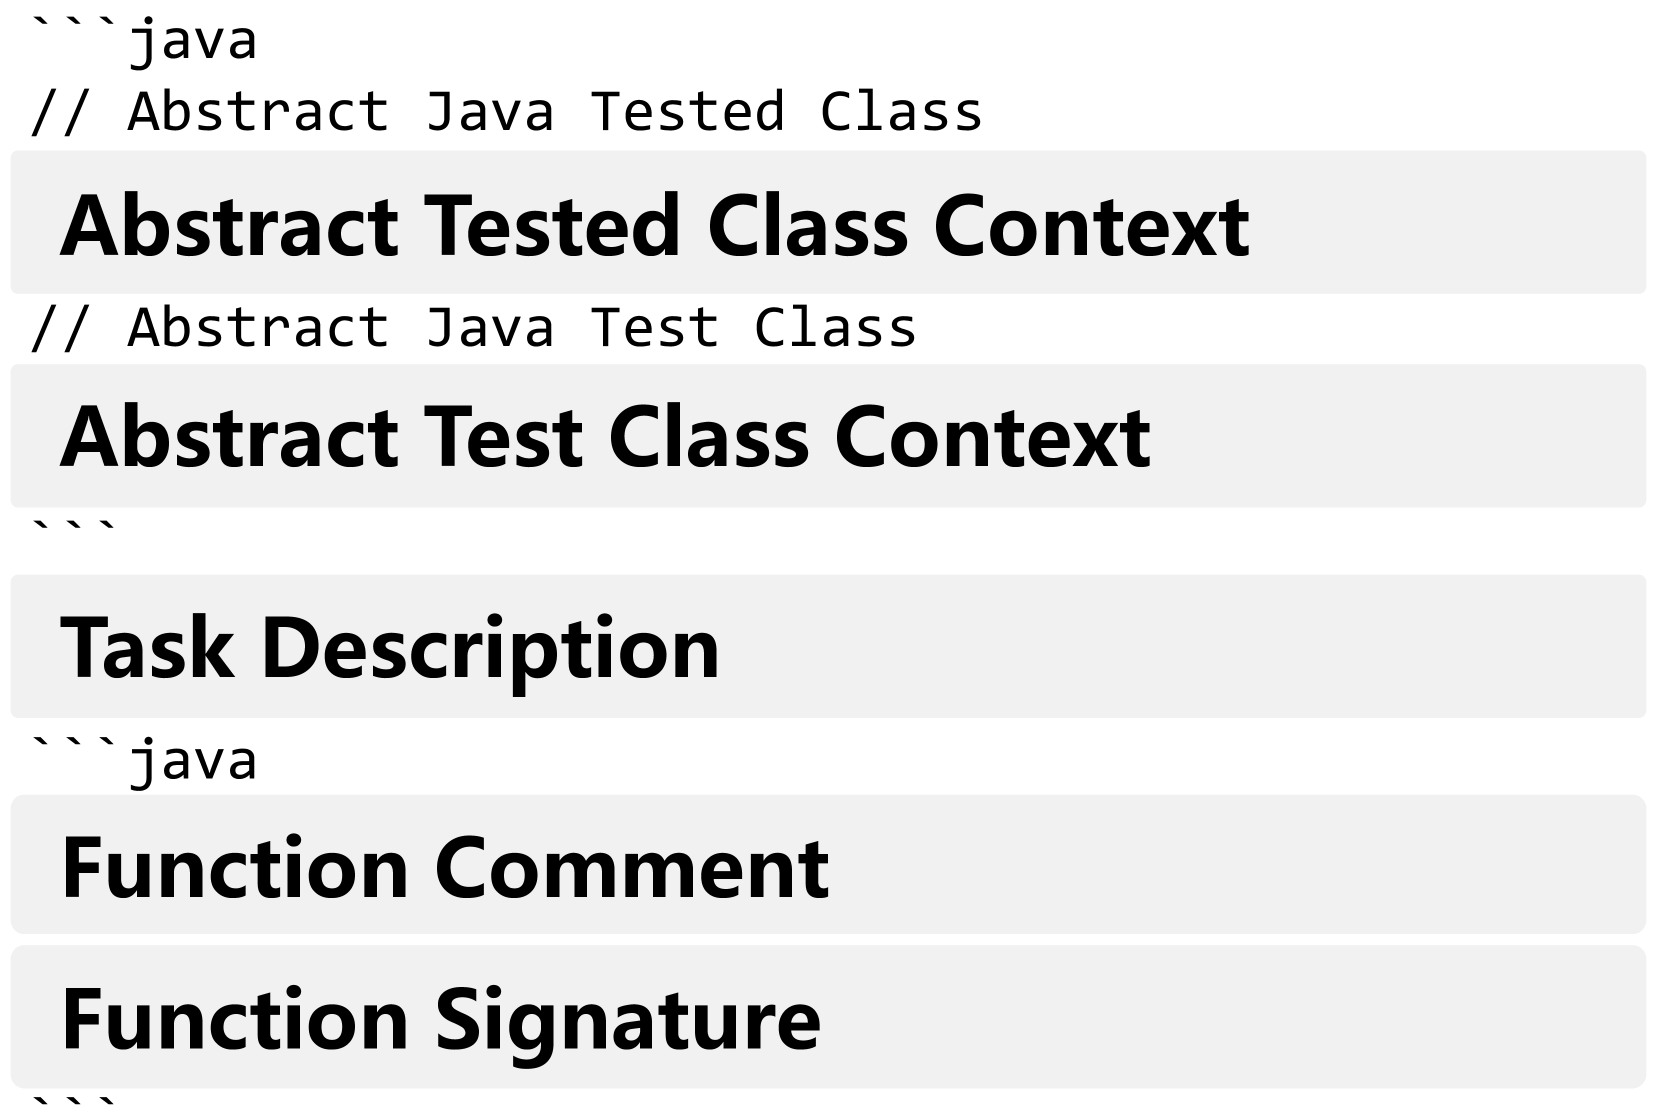 ```java
// Abstract Java Tested Class
Abstract Tested Class Context
// Abstract Java Test Class
Abstract Test Class Context
```
Task Description
```java
Function Comment
Function Signature
```